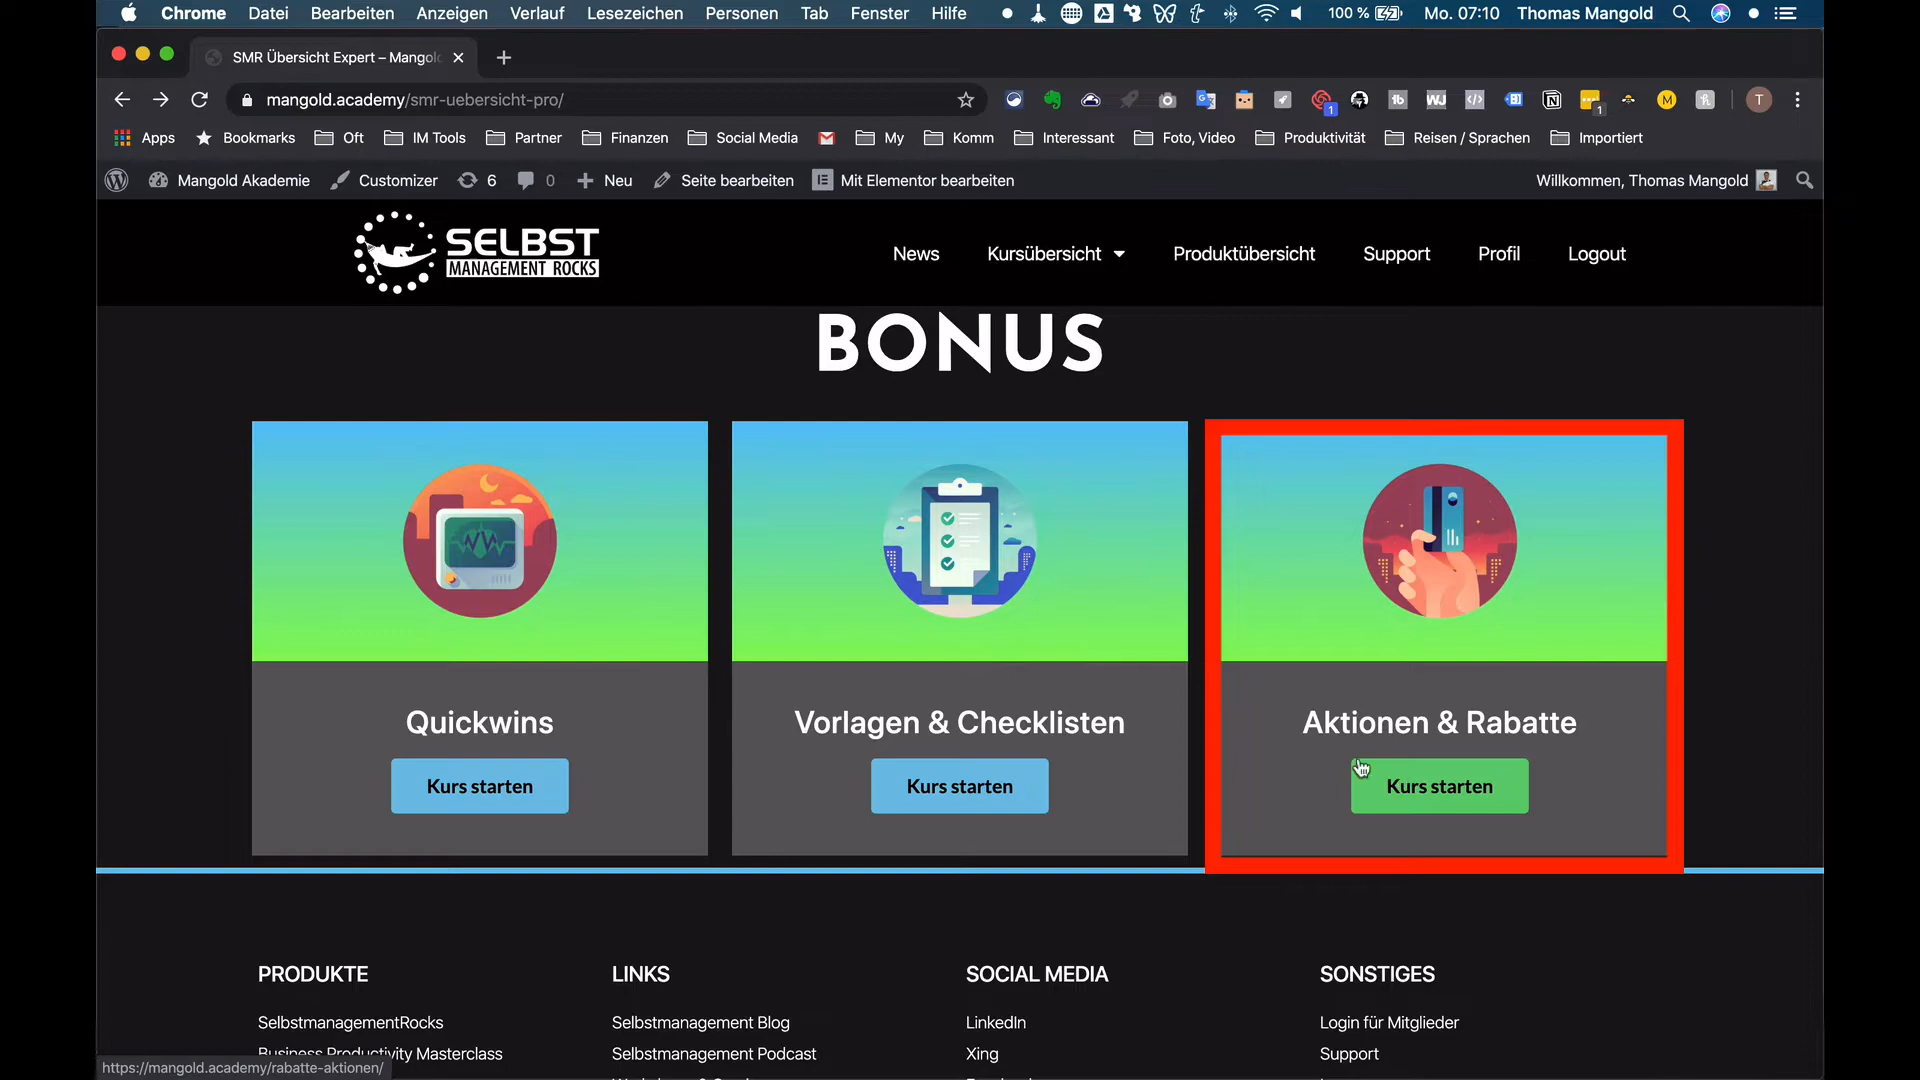 Chrome Datei Bearbeiten Anzeigen Verlauf Lesezeichen Personen Tab Fenster Hilfe 100 % Mo. 07:10 Thomas Mangold
SMR Übersicht Expert – Mangol
mangold.academy/smr-uebersicht-pro/
Apps Bookmarks Oft IM Tools Partner Finanzen Social Media My Komm Interessant Foto, Video Produktivität Reisen / Sprachen Importiert
Mangold Akademie Customizer 6 0 Neu Seite bearbeiten Mit Elementor bearbeiten Willkommen, Thomas Mangold
SELBST
MANAGEMENT ROCKS
News Kursübersicht Produktübersicht Support Profil Logout
BONUS
Quickwins
Kurs starten
Vorlagen & Checklisten
Kurs starten
Aktionen & Rabatte
Kurs starten
PRODUKTE
SelbstmanagementRocks
Business Productivity Masterclass
LINKS
Selbstmanagement Blog
Selbstmanagement Podcast
SOCIAL MEDIA
LinkedIn
Xing
SONSTIGES
Login für Mitglieder
Support
https://mangold.academy/rabatte-aktionen/